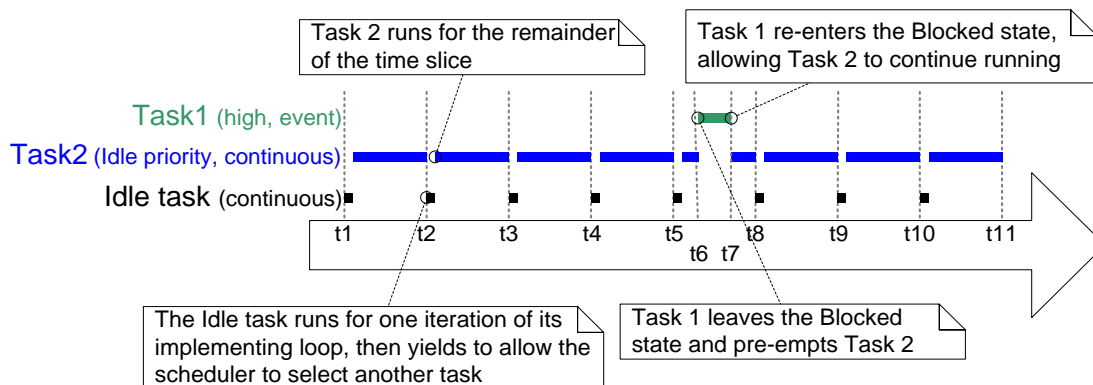 Task 2 runs for the remainder
of the time slice
Task 1 re-enters the Blocked state,
allowing Task 2 to continue running
Task1 (high, event)
Task2 (Idle priority, continuous)
Idle task (continuous)
t1 t2 t3 t4 t5 t8 t9 t10 t11
t6 t7
The Idle task runs for one iteration of its
implementing loop, then yields to allow the
scheduler to select another task
Task 1 leaves the Blocked
state and pre-empts Task 2